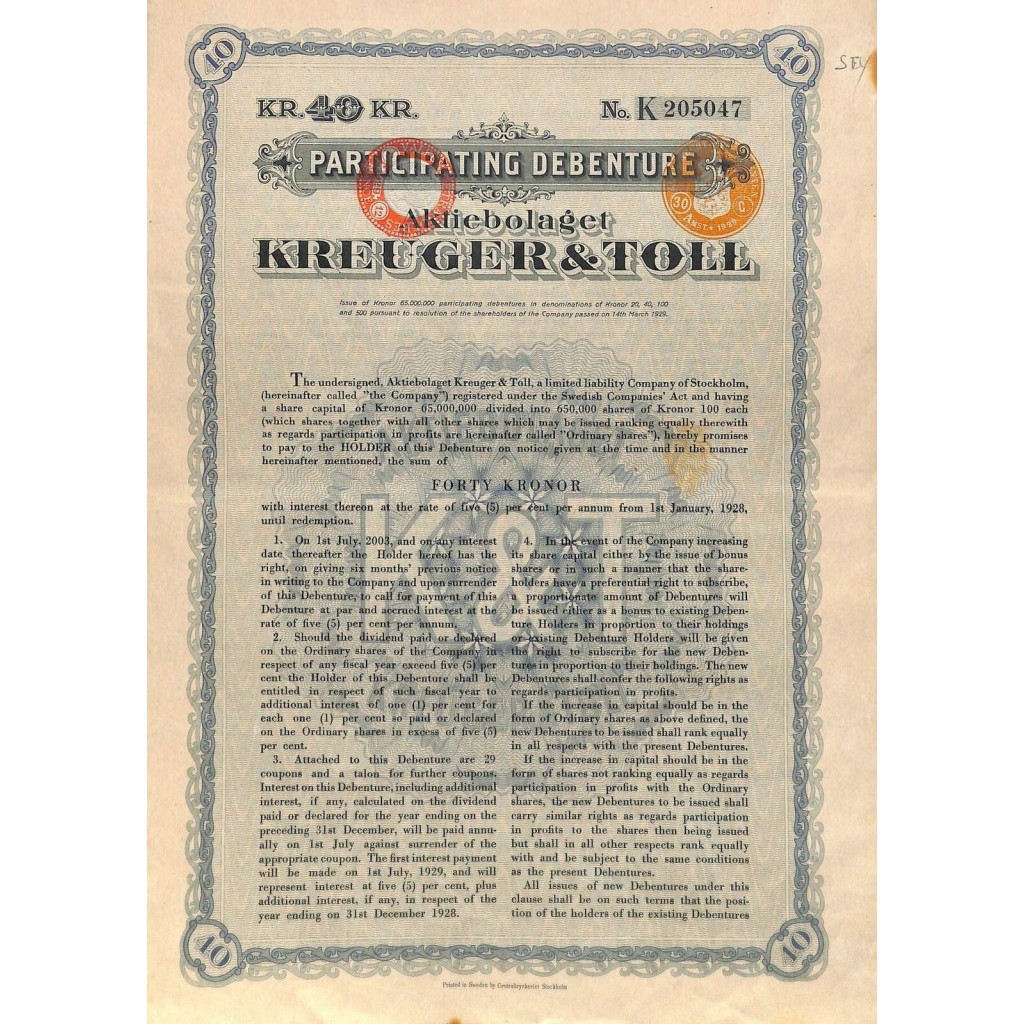 40
40
SEY
KR. 40 KR.
No. K 205047
PARTICIPATING DEBENTURE
30 C
AMST. 1929
Aktiebolaget
KREUGER & TOLL
Issue of Kronor 65.000.000 participating debentures in denominations of Kronor 20, 40, 100
and 500 pursuant to resolution of the shareholders of the Company passed on 14th March 1929.
The undersigned, Aktiebolaget Kreuger & Toll, a limited liability Company of Stockholm,
(hereinafter called "the Company") registered under the Swedish Companies' Act and having
a share capital of Kronor 65,000,000 divided into 650,000 shares of Kronor 100 each
(which shares together with all other shares which may be issued ranking equally therewith
as regards participation in profits are hereinafter called "Ordinary shares"), hereby promises
to pay to the HOLDER of this Debenture on notice given at the time and in the manner
hereinafter mentioned, the sum of
FORTY KRONOR
with interest thereon at the rate of five (5) per cent per annum from 1st January, 1928,
until redemption.
K & T
1. On 1st July, 2003, and on any interest
date thereafter the Holder hereof has the
right, on giving six months' previous notice
in writing to the Company and upon surrender
of this Debenture, to call for payment of this
Debenture at par and accrued interest at the
rate of five (5) per cent per annum.
2. Should the dividend paid or declared
on the Ordinary shares of the Company in
respect of any fiscal year exceed five (5) per
cent the Holder of this Debenture shall be
entitled in respect of such fiscal year to
additional interest of one (1) per cent for
each one (1) per cent so paid or declared
on the Ordinary shares in excess of five (5)
per cent.
3. Attached to this Debenture are 29
coupons and a talon for further coupons.
Interest on this Debenture, including additional
interest, if any, calculated on the dividend
paid or declared for the year ending on the
preceding 31st December, will be paid annu-
ally on 1st July against surrender of the
appropriate coupon. The first interest payment
will be made on 1st July, 1929, and will
represent interest at five (5) per cent, plus
additional interest, if any, in respect of the
year ending on 31st December 1928.
4. In the event of the Company increasing
its share capital either by the issue of bonus
shares or in such a manner that the share-
holders have a preferential right to subscribe,
a proportionate amount of Debentures will
be issued either as a bonus to existing Deben-
ture Holders in proportion to their holdings
or existing Debenture Holders will be given
the right to subscribe for the new Deben-
tures in proportion to their holdings. The new
Debentures shall confer the following rights as
regards participation in profits.
If the increase in capital should be in the
form of Ordinary shares as above defined, the
new Debentures to be issued shall rank equally
in all respects with the present Debentures.
If the increase in capital should be in the
form of shares not ranking equally as regards
participation in profits with the Ordinary
shares, the new Debentures to be issued shall
carry similar rights as regards participation
in profits to the shares then being issued
but shall in all other respects rank equally
with and be subject to the same conditions
as the present Debentures.
All issues of new Debentures under this
clause shall be on such terms that the posi-
tion of the holders of the existing Debentures
40
40
Printed in Sweden by Centraltryckeriet Stockholm